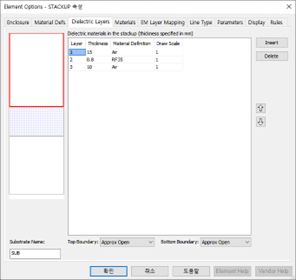 Element Options - STACKUP 속성
Enclosure Material Defs. Dielectric Layers Materials EM Layer Mapping Line Type Parameters Display Rules
Dielectric materials in the stackup (thickness specified in mm)
Layer Thickness Material Definition Draw Scale
1 15 Air 1
2 0.8 RF35 1
3 10 Air 1
Insert
Delete
Substrate Name:
SUB
Top Boundary: Approx Open Bottom Boundary: Approx Open
확인 취소 도움말 Element Help Vendor Help